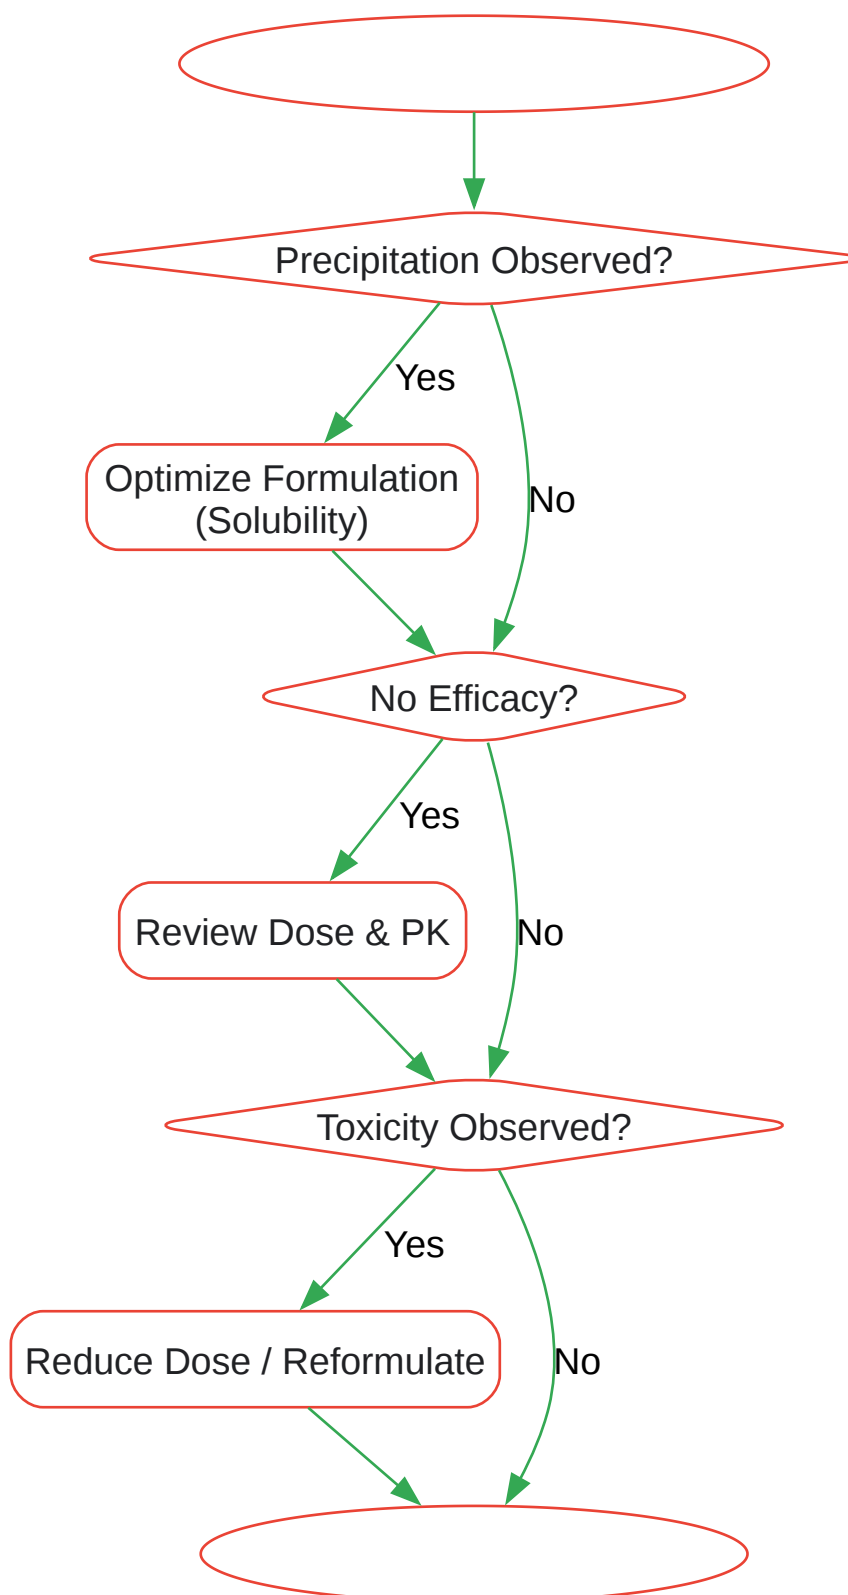 Precipitation Observed?
Yes
Optimize Formulation
(Solubility)
No
No Efficacy?
Yes
Review Dose & PK
No
Toxicity Observed?
Yes
Reduce Dose / Reformulate
No